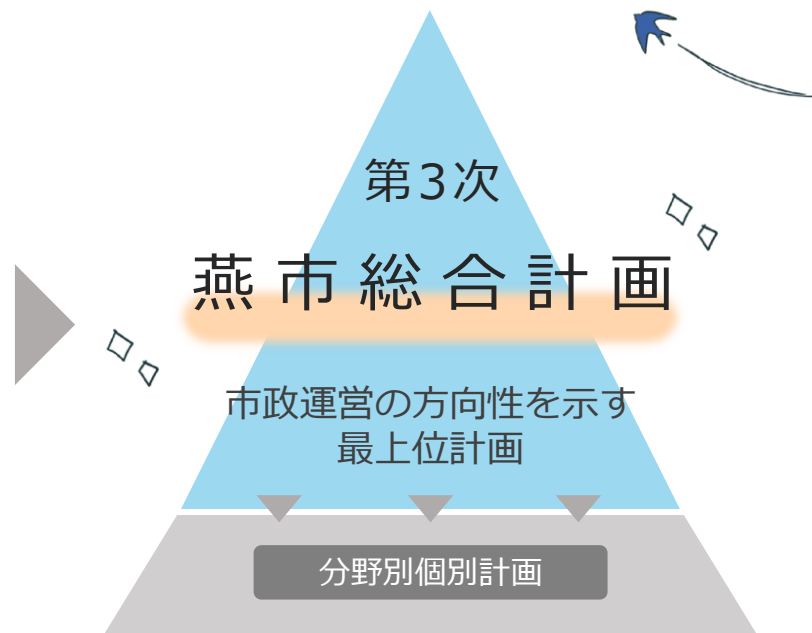 第3次
燕市総合計画
市政運営の方向性を示す
最上位計画
分野別個別計画